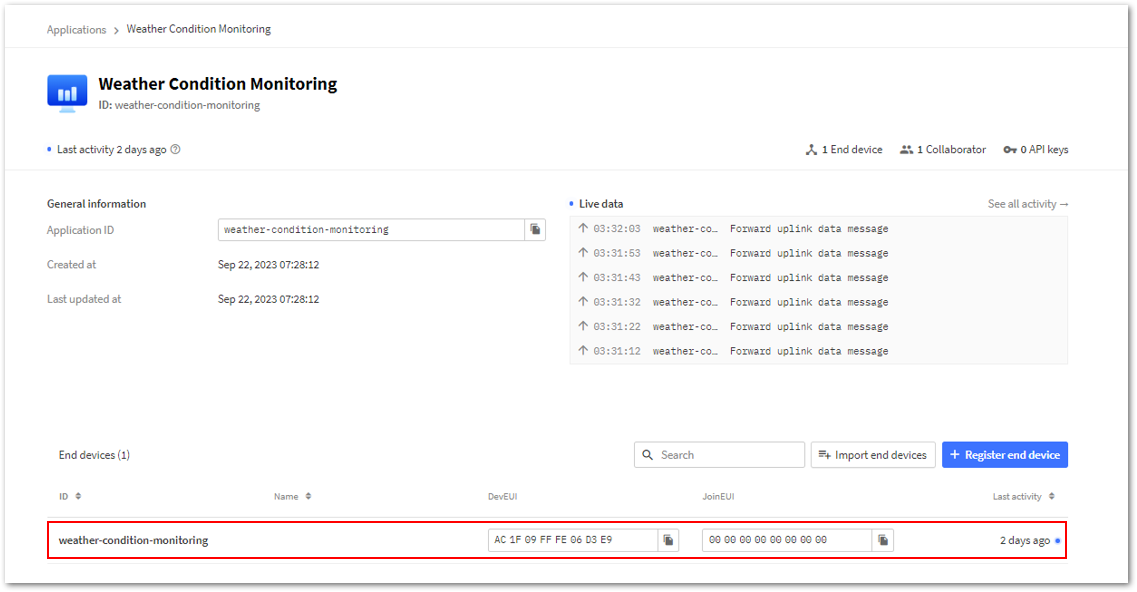 Applications > Weather Condition Monitoring
Weather Condition Monitoring
ID: weather-condition-monitoring
Last activity 2 days ago
1 End device 1 Collaborator 0 API keys
General information
Application ID weather-condition-monitoring
Created at Sep 22, 2023 07:28:12
Last updated at Sep 22, 2023 07:28:12
Live data See all activity →
↑ 03:32:03 weather-co… Forward uplink data message
↑ 03:31:53 weather-co… Forward uplink data message
↑ 03:31:43 weather-co… Forward uplink data message
↑ 03:31:32 weather-co… Forward uplink data message
↑ 03:31:22 weather-co… Forward uplink data message
↑ 03:31:12 weather-co… Forward uplink data message
End devices (1) Search Import end devices + Register end device
ID Name DevEUI JoinEUI Last activity
weather-condition-monitoring AC 1F 09 FF FE 06 D3 E9 00 00 00 00 00 00 00 00 2 days ago